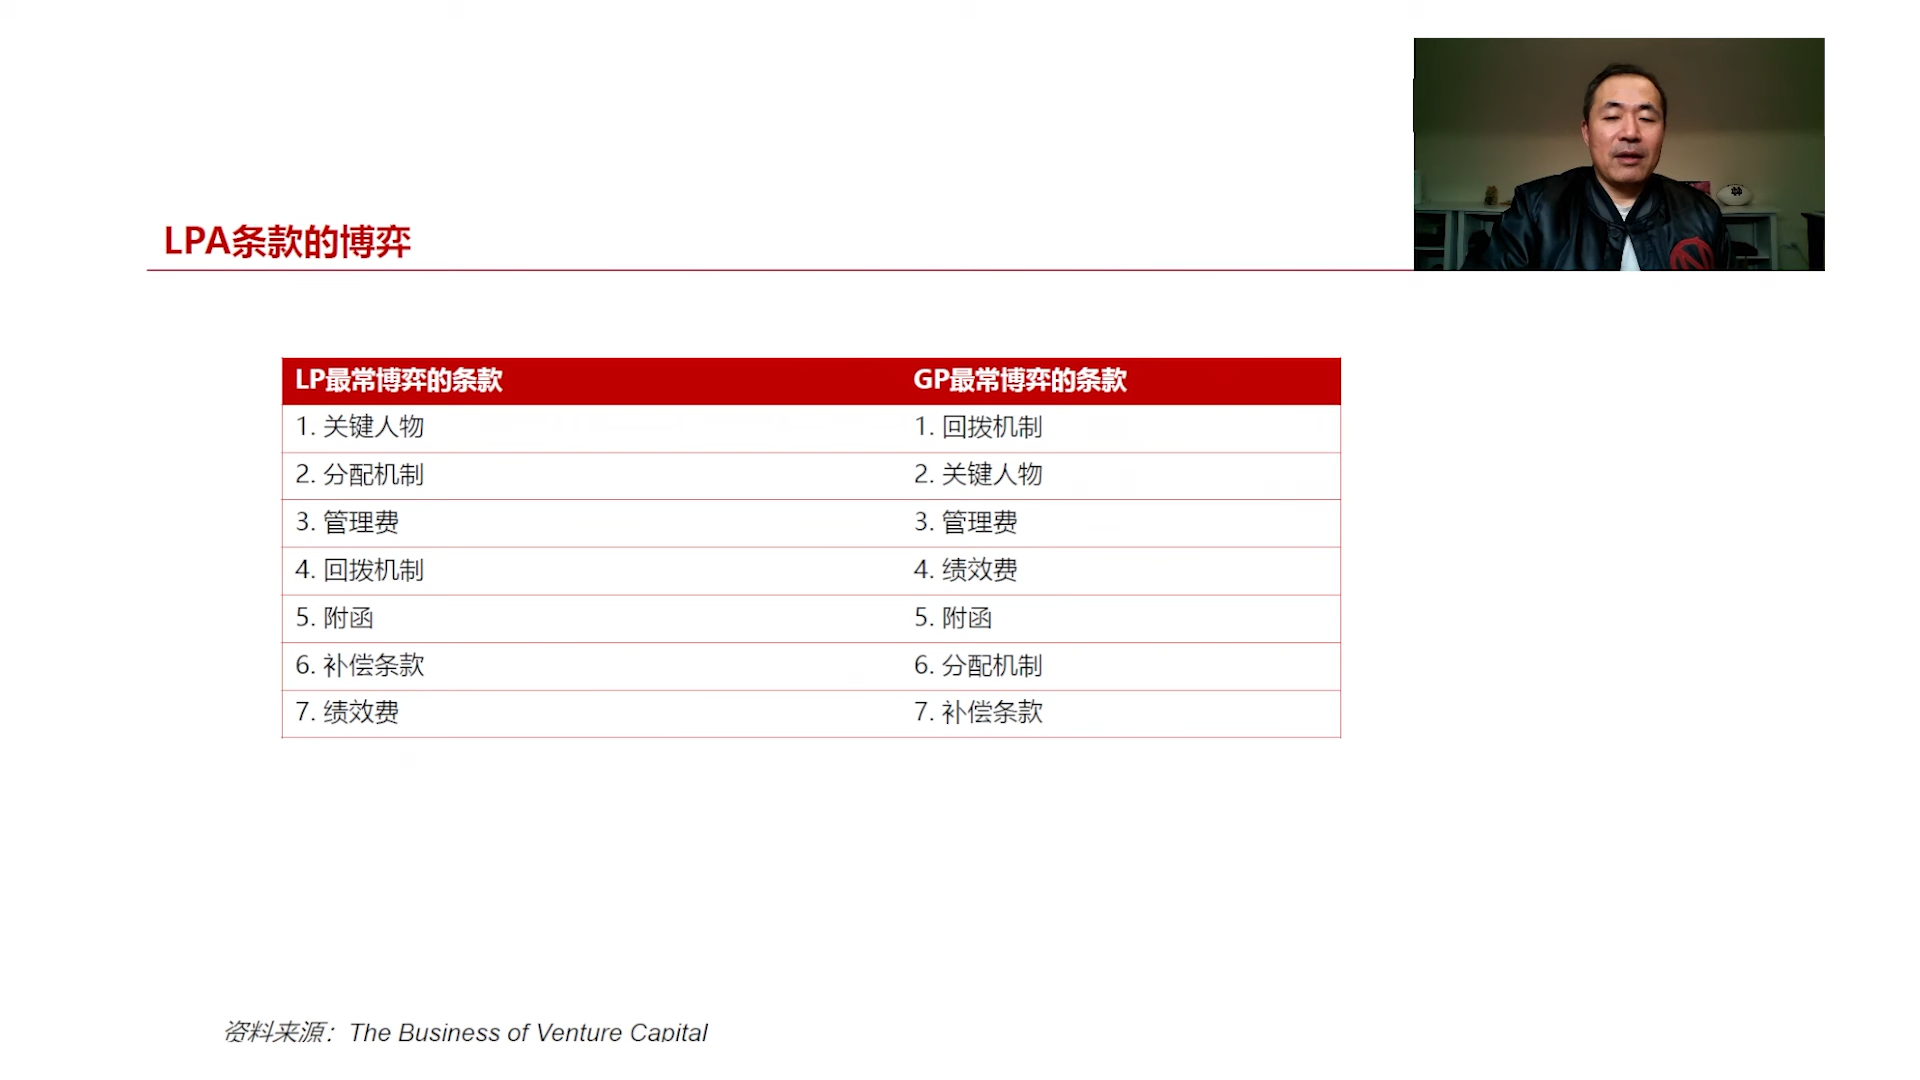 LPA条款的博弈
LP最常博弈的条款 GP最常博弈的条款
1. 关键人物 1. 回拨机制
2. 分配机制 2. 关键人物
3. 管理费 3. 管理费
4. 回拨机制 4. 绩效费
5. 附函 5. 附函
6. 补偿条款 6. 分配机制
7. 绩效费 7. 补偿条款
资料来源：The Business of Venture Capital